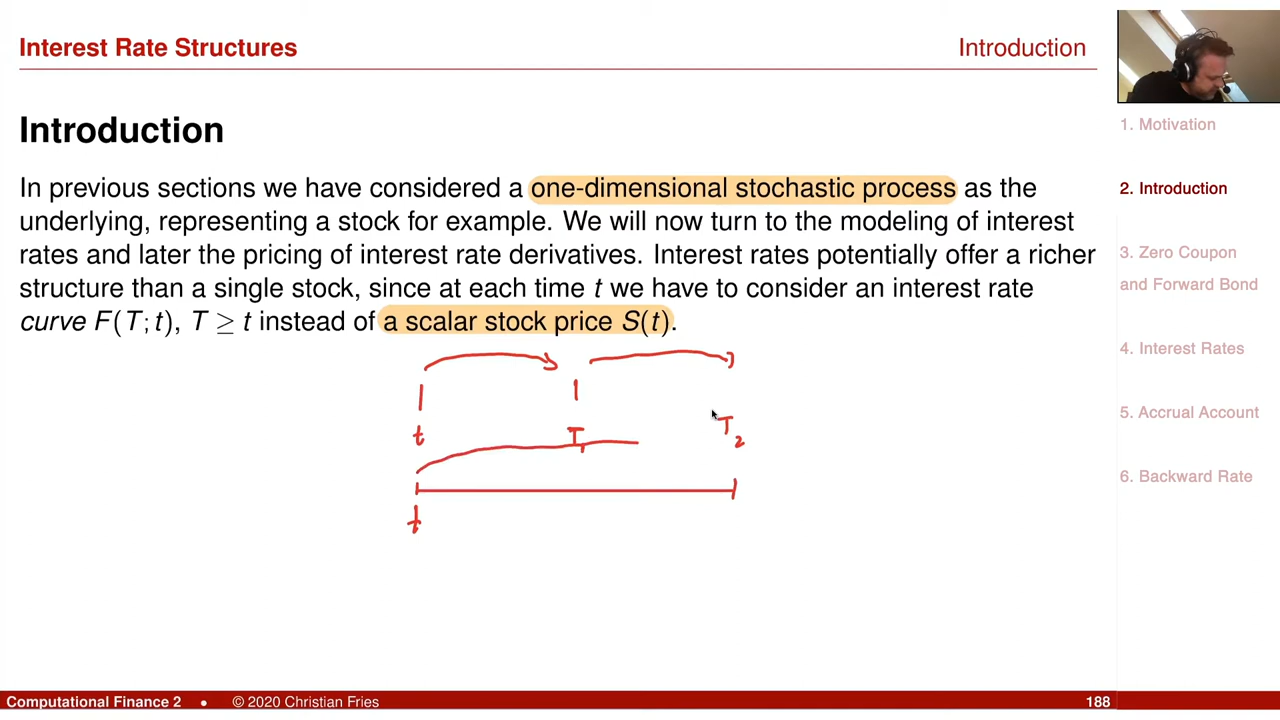 Interest Rate Structures
Introduction
Introduction
In previous sections we have considered a one-dimensional stochastic process as the
underlying, representing a stock for example. We will now turn to the modeling of interest
rates and later the pricing of interest rate derivatives. Interest rates potentially offer a richer
structure than a single stock, since at each time t we have to consider an interest rate
curve F(T; t), T ≥ t instead of a scalar stock price S(t).
t T₁ T₂
t
1. Motivation
2. Introduction
3. Zero Coupon
and Forward Bond
4. Interest Rates
5. Accrual Account
6. Backward Rate
Computational Finance 2 • © 2020 Christian Fries 188